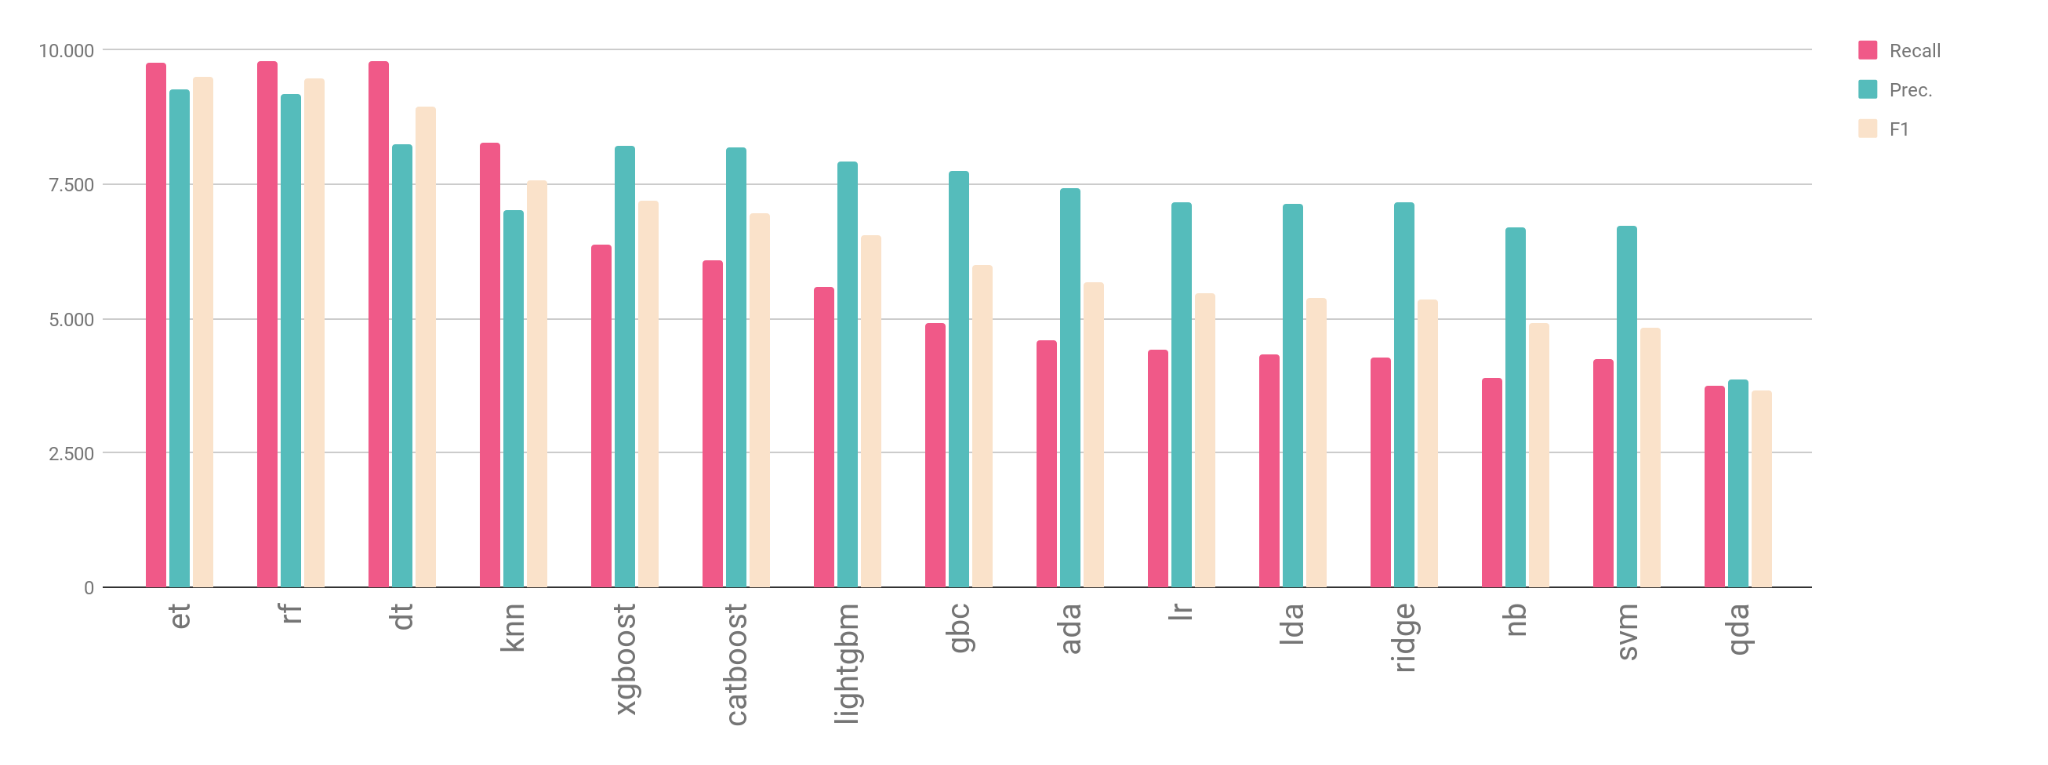 10.000
7.500
5.000
2.500
0
et
rf
dt
knn
xgboost
catboost
lightgbm
gbc
ada
lr
lda
ridge
nb
svm
qda
Recall
Prec.
F1